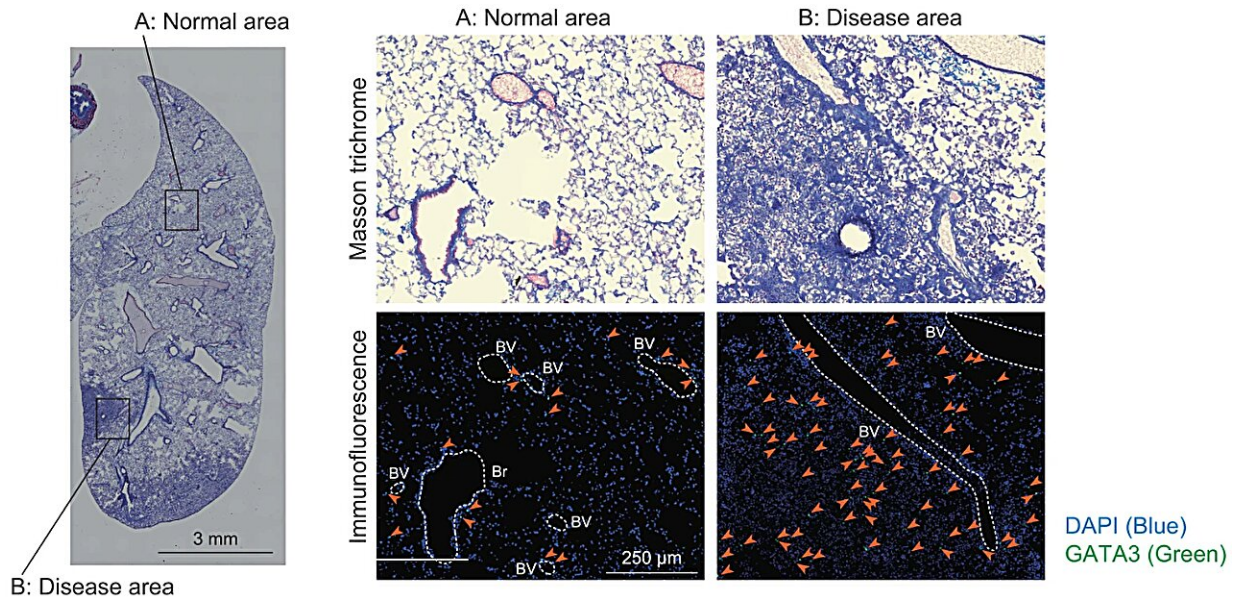 A: Normal area
3 mm
B: Disease area
A: Normal area
B: Disease area
Masson trichrome
Immunofluorescence
BV
BV
BV
BV
Br
BV
BV
250 µm
BV
BV
DAPI (Blue)
GATA3 (Green)